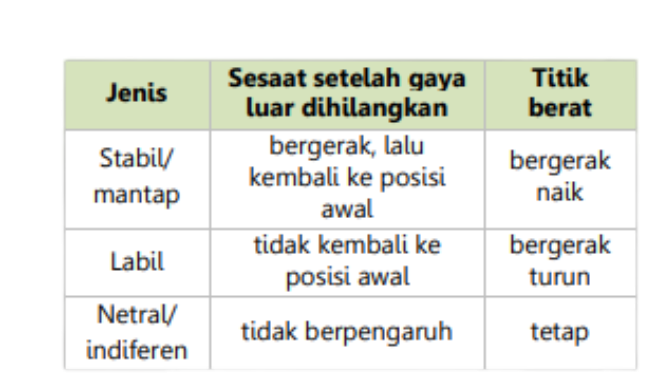 Jenis
Sesaat setelah gaya
luar dihilangkan
Titik
berat
Stabil/
mantap
bergerak, lalu
kembali ke posisi
awal
bergerak
naik
Labil
tidak kembali ke
posisi awal
bergerak
turun
Netral/
indiferen
tidak berpengaruh
tetap